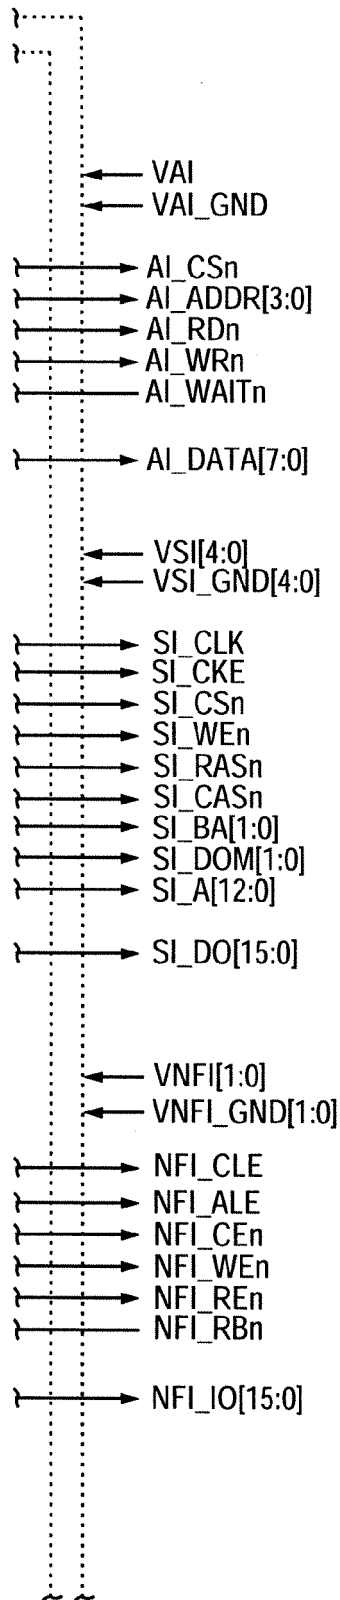 VAI
VAI_GND
AI_CSn
AI_ADDR[3:0]
AI_RDn
AI_WRn
AI_WAITn
AI_DATA[7:0]
VSI[4:0]
VSI_GND[4:0]
SI_CLK
SI_CKE
SI_CSn
SI_WEn
SI_RASn
SI_CASn
SI_BA[1:0]
SI_DOM[1:0]
SI_A[12:0]
SI_DO[15:0]
VNFI[1:0]
VNFI_GND[1:0]
NFI_CLE
NFI_ALE
NFI_CEn
NFI_WEn
NFI_REn
NFI_RBn
NFI_IO[15:0]